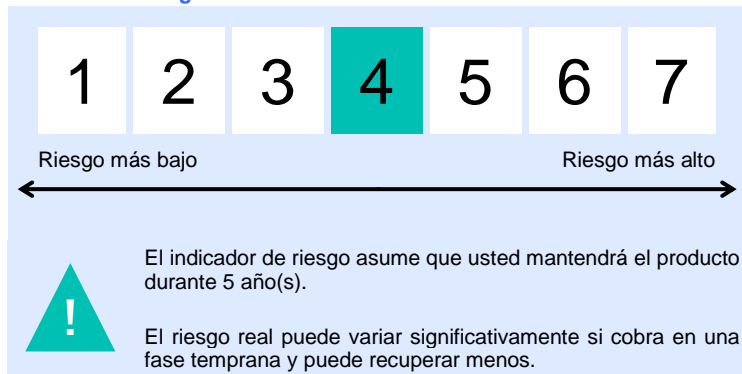 1 2 3 4 5 6 7
Riesgo más bajo Riesgo más alto
El indicador de riesgo asume que usted mantendrá el producto
durante 5 año(s).
!
El riesgo real puede variar significativamente si cobra en una
fase temprana y puede recuperar menos.